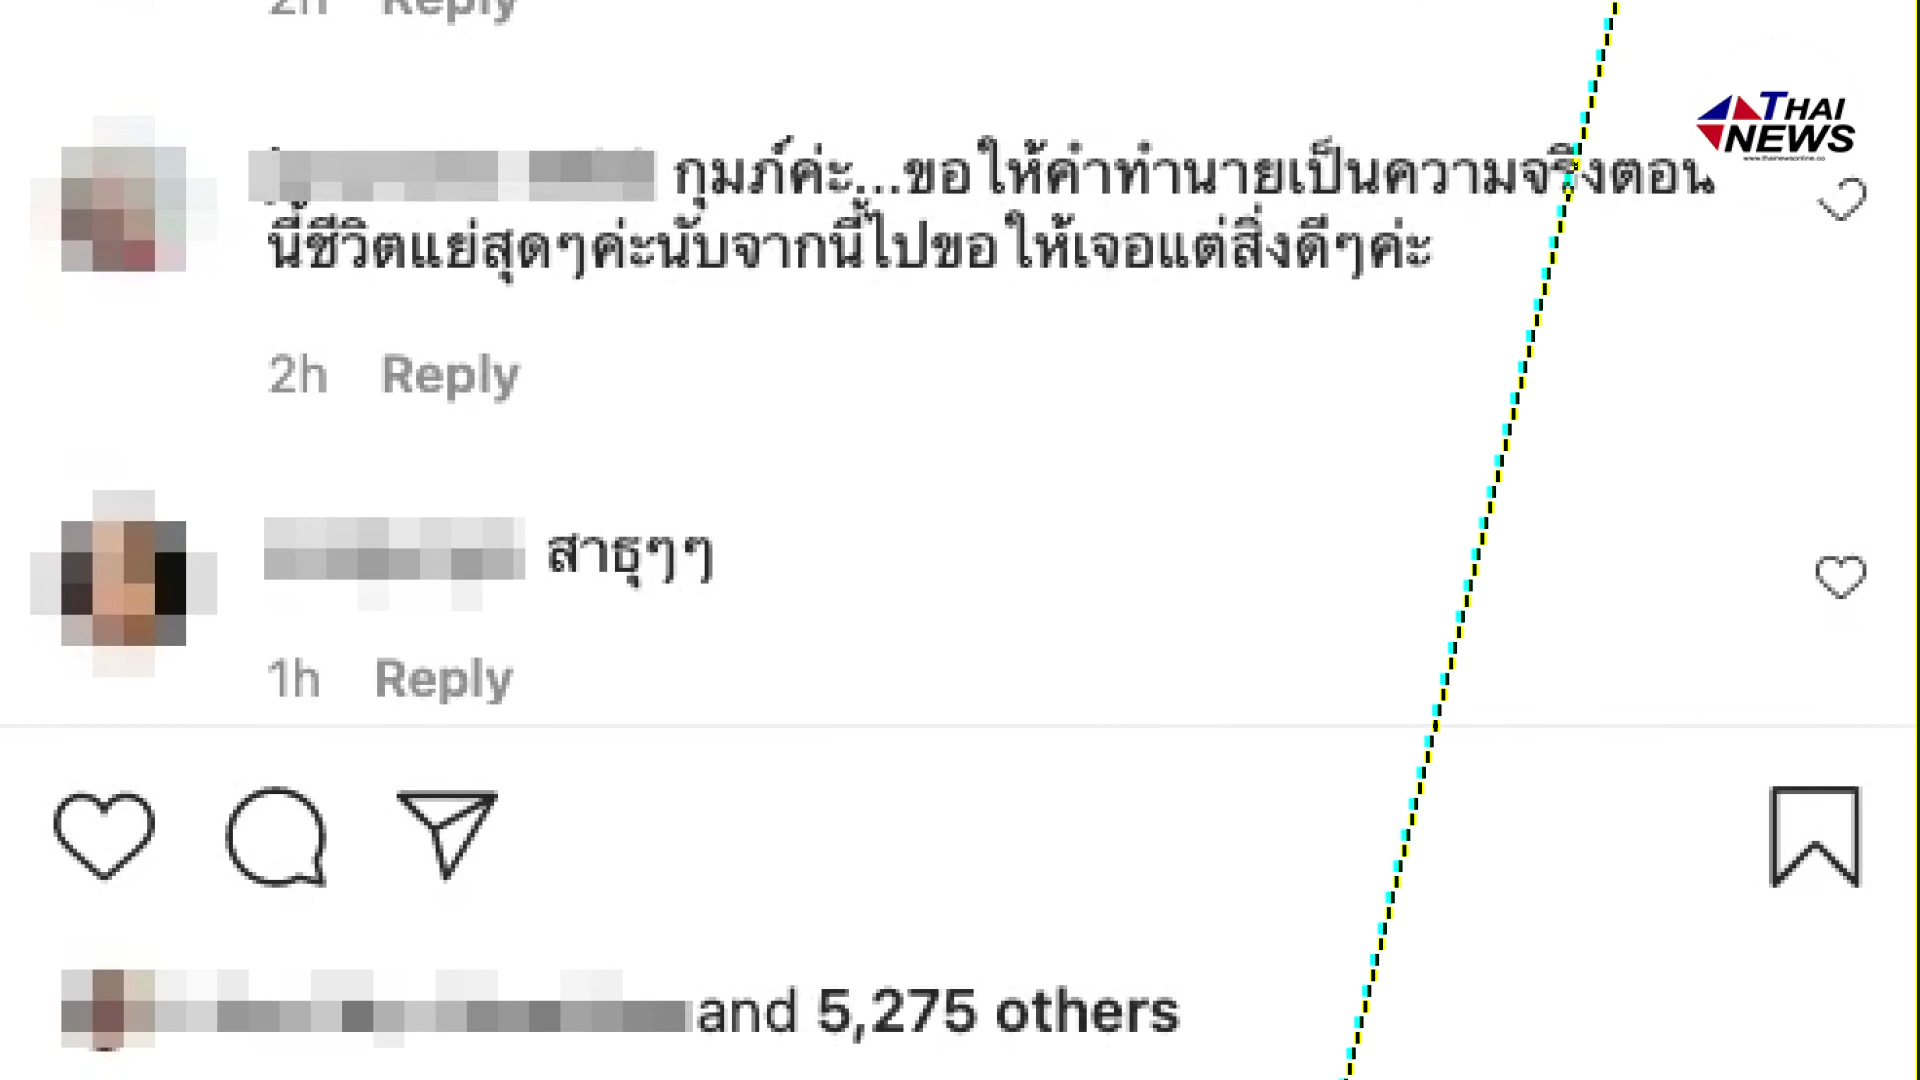 2h Reply
THAI
NEWS
www.thainewsonline.co
กุมภ์ค่ะ...ขอให้คำทำนายเป็นความจริงตอน
นี้ชีวิตแย่สุดๆค่ะนับจากนี้ไปขอให้เจอแต่สิ่งดีๆค่ะ
2h Reply
สาธุๆๆ
1h Reply
and 5,275 others